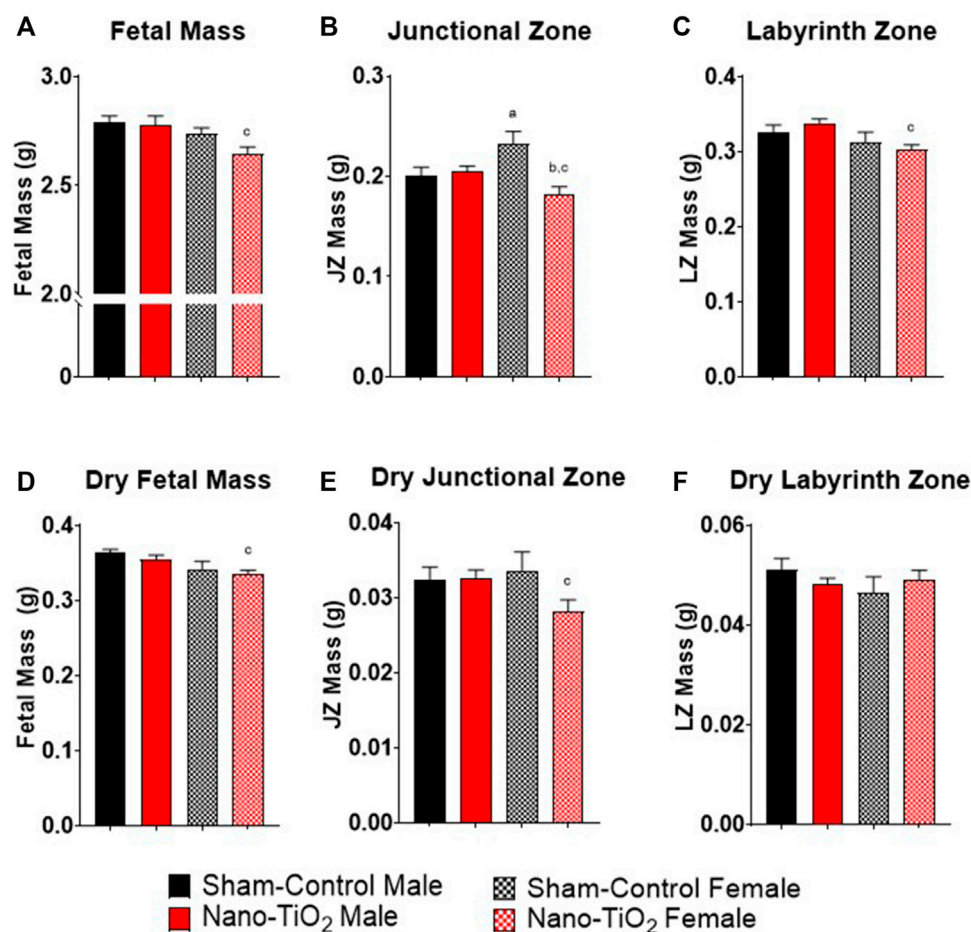 A Fetal Mass
Fetal Mass (g)
3.0
2.5
2.0
0
c
B Junctional Zone
JZ Mass (g)
0.3
0.2
0.1
0.0
a
b,c
C Labyrinth Zone
LZ Mass (g)
0.4
0.3
0.2
0.1
0.0
c
D Dry Fetal Mass
Fetal Mass (g)
0.4
0.3
0.2
0.1
0.0
c
E Dry Junctional Zone
JZ Mass (g)
0.04
0.03
0.02
0.01
0.00
c
F Dry Labyrinth Zone
LZ Mass (g)
0.06
0.04
0.02
0.00
Sham-Control Male
Nano-TiO₂ Male
Sham-Control Female
Nano-TiO₂ Female